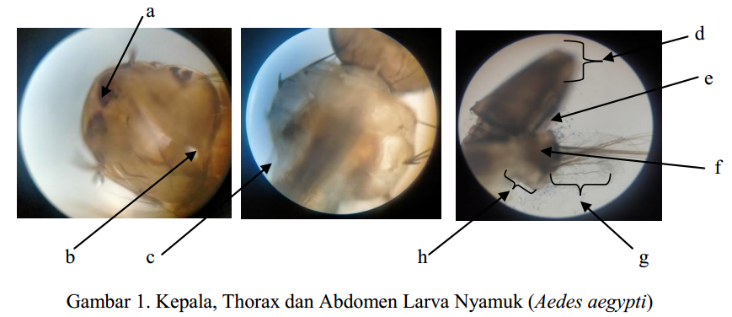 a
d
e
f
b
c
h
g
Gambar 1. Kepala, Thorax dan Abdomen Larva Nyamuk (Aedes aegypti)